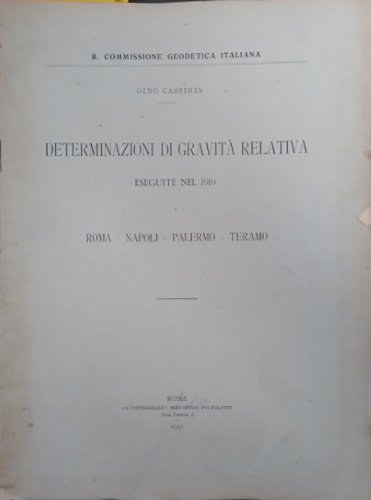 R. COMMISSIONE GEODETICA ITALIANA
GINO CASSINIS
DETERMINAZIONI DI GRAVITÀ RELATIVA
ESEGUITE NEL 1919
A
ROMA - NAPOLI - PALERMO - TERAMO
ROMA
«L'UNIVERSELLE» IMPRIMERIE POLYGLOTTE